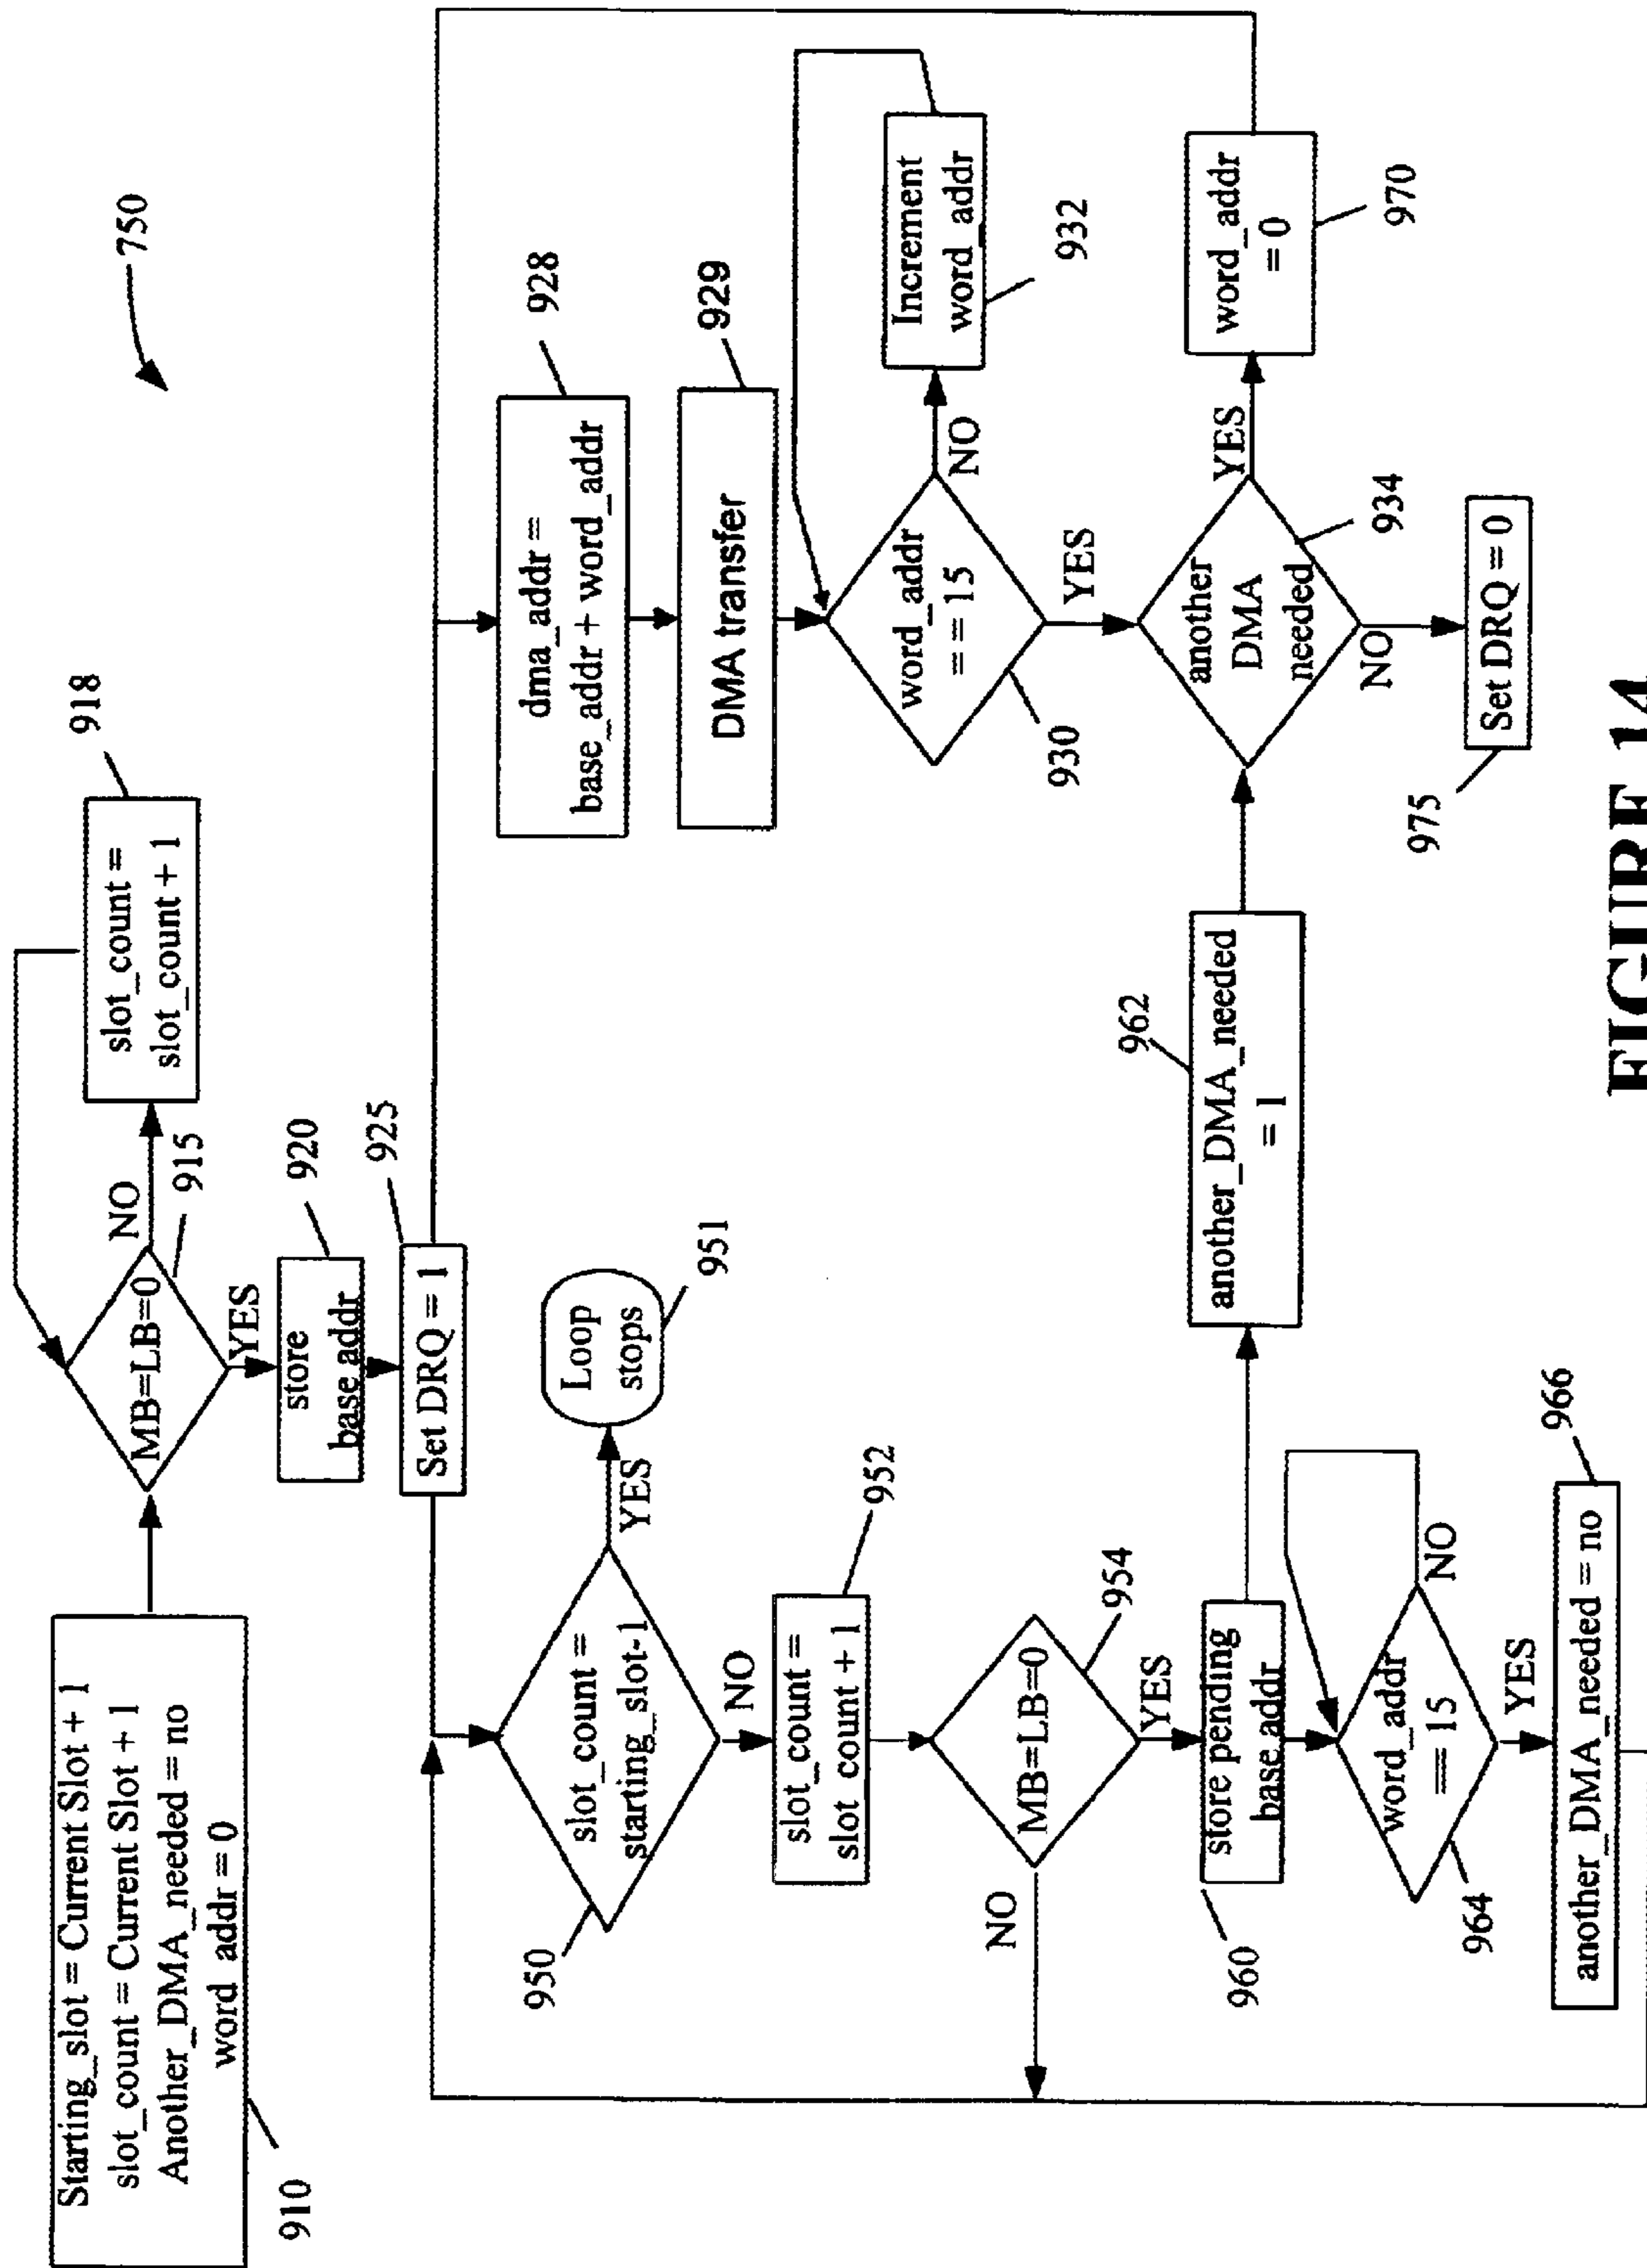 750
Starting_slot = Current Slot + 1
slot_count = Current Slot + 1
Another_DMA_needed = no
word addr = 0
910
MB=LB=0
915
NO
slot_count =
slot_count + 1
918
YES
store
base addr
920
Set DRQ = 1
925
slot_count =
starting_slot-1
950
YES
Loop
stops
951
NO
slot_count =
slot count + 1
952
MB=LB=0
954
NO
YES
store pending
base addr
960
word_addr
== 15
964
NO
YES
another_DMA_needed = no
966
another_DMA_needed
= 1
962
dma_addr =
base_addr + word_addr
928
DMA transfer
929
word_addr
== 15
930
NO
Increment
word_addr
932
YES
another
DMA
needed
934
YES
word_addr
= 0
970
NO
Set DRQ = 0
975
FIGURE 14